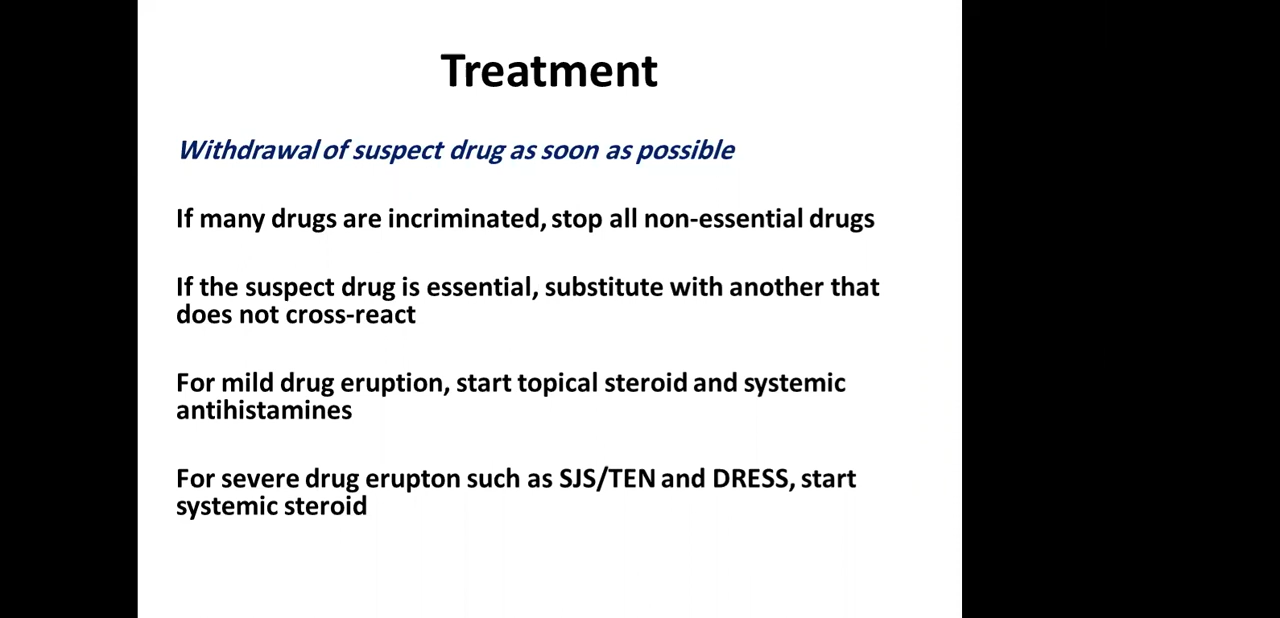 Treatment
Withdrawal of suspect drug as soon as possible
If many drugs are incriminated, stop all non-essential drugs
If the suspect drug is essential, substitute with another that
does not cross-react
For mild drug eruption, start topical steroid and systemic
antihistamines
For severe drug erupton such as SJS/TEN and DRESS, start
systemic steroid